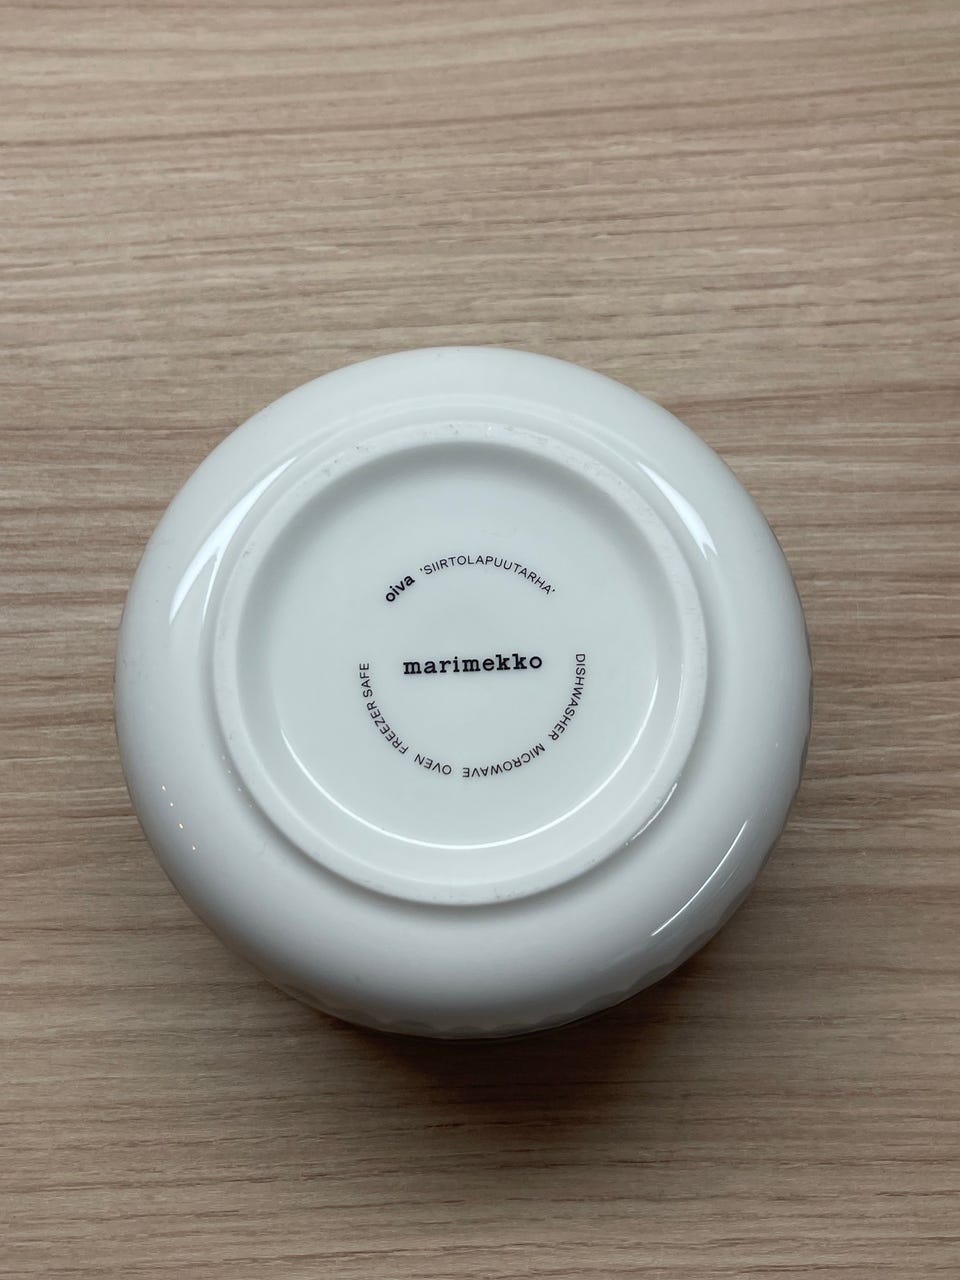 oiva 'SIIRTOLAPUUTARHA'
marimekko
DISHWASHER MICROWAVE OVEN FREEZER SAFE